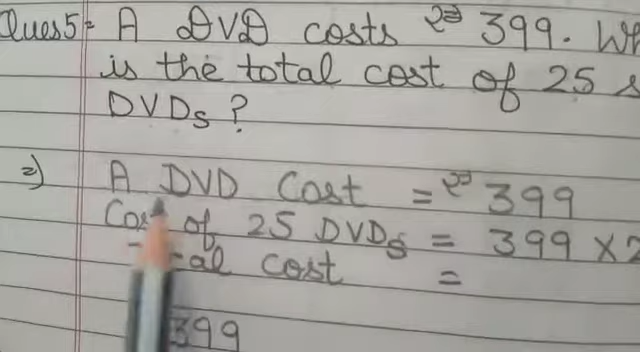 Ques5= A DVD costs ₹ 399. Wh
is the total cost of 25 s
DVDs ?
=) A DVD Cost = ₹ 399
Cost of 25 DVDs = 399 × 2
al cost =
399